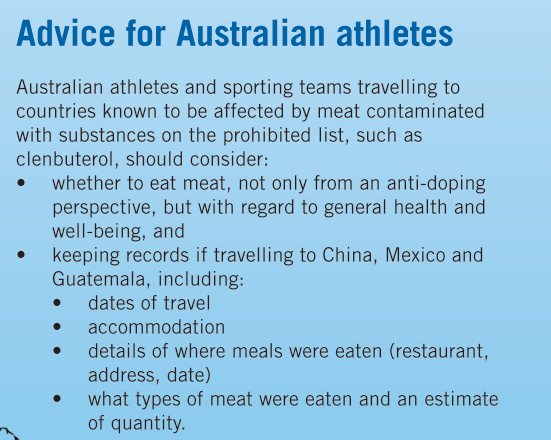 Advice for Australian athletes
Australian athletes and sporting teams travelling to
countries known to be affected by meat contaminated
with substances on the prohibited list, such as
clenbuterol, should consider:
• whether to eat meat, not only from an anti-doping
perspective, but with regard to general health and
well-being, and
• keeping records if travelling to China, Mexico and
Guatemala, including:
• dates of travel
• accommodation
• details of where meals were eaten (restaurant,
address, date)
• what types of meat were eaten and an estimate
of quantity.